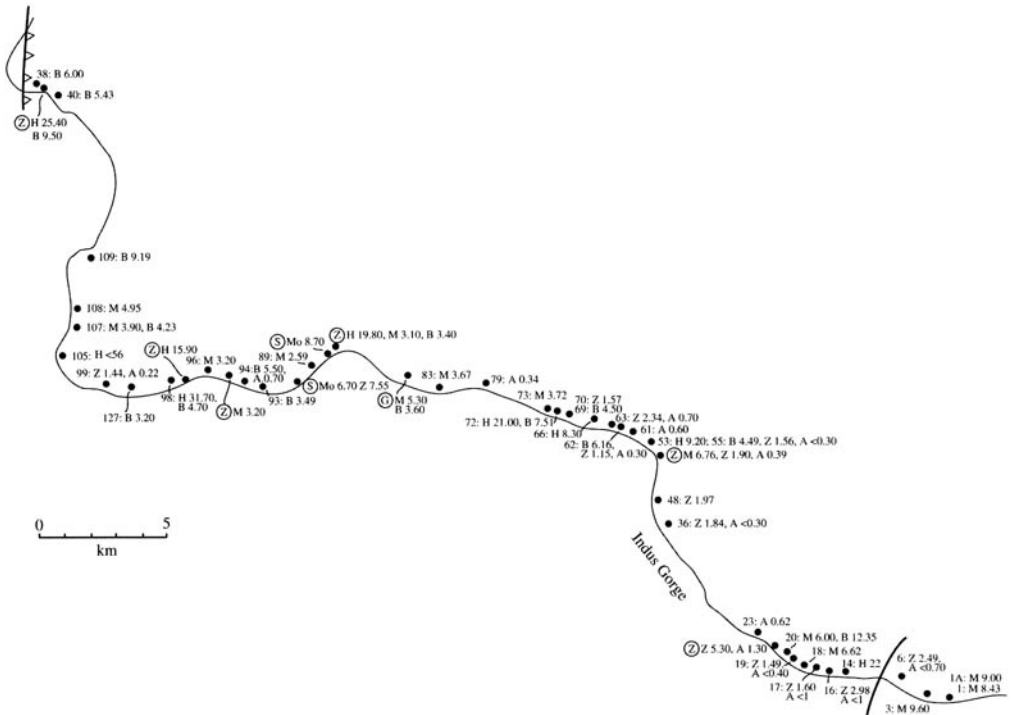 38: B 6.00
40: B 5.43
Ⓩ H 25.40
B 9.50
109: B 9.19
108: M 4.95
107: M 3.90, B 4.23
105: H <56
99: Z 1.44, A 0.22
127: B 3.20
Ⓩ H 15.90
98: H 31.70,
B 4.70
96: M 3.20
Ⓩ M 3.20
94: B 5.50,
A 0.70
93: B 3.49
89: M 2.59
Ⓢ Mo 8.70
Ⓩ H 19.80, M 3.10, B 3.40
Ⓢ Mo 6.70 Z 7.55
83: M 3.67
Ⓖ M 5.30
B 3.60
79: A 0.34
73: M 3.72
72: H 21.00, B 7.51
70: Z 1.57
69: B 4.50
66: H 8.30
63: Z 2.34, A 0.70
62: B 6.16,
Z 1.15, A 0.30
61: A 0.60
53: H 9.20; 55: B 4.49, Z 1.56, A <0.30
Ⓩ M 6.76, Z 1.90, A 0.39
48: Z 1.97
36: Z 1.84, A <0.30
0 5
km
Indus Gorge
23: A 0.62
20: M 6.00, B 12.35
Ⓩ Z 5.30, A 1.30
18: M 6.62
19: Z 1.49,
A <0.40
14: H 22
17: Z 1.60
A <1
16: Z 2.98
A <1
6: Z 2.49,
A <0.70
1A: M 9.00
1: M 8.43
3: M 9.60